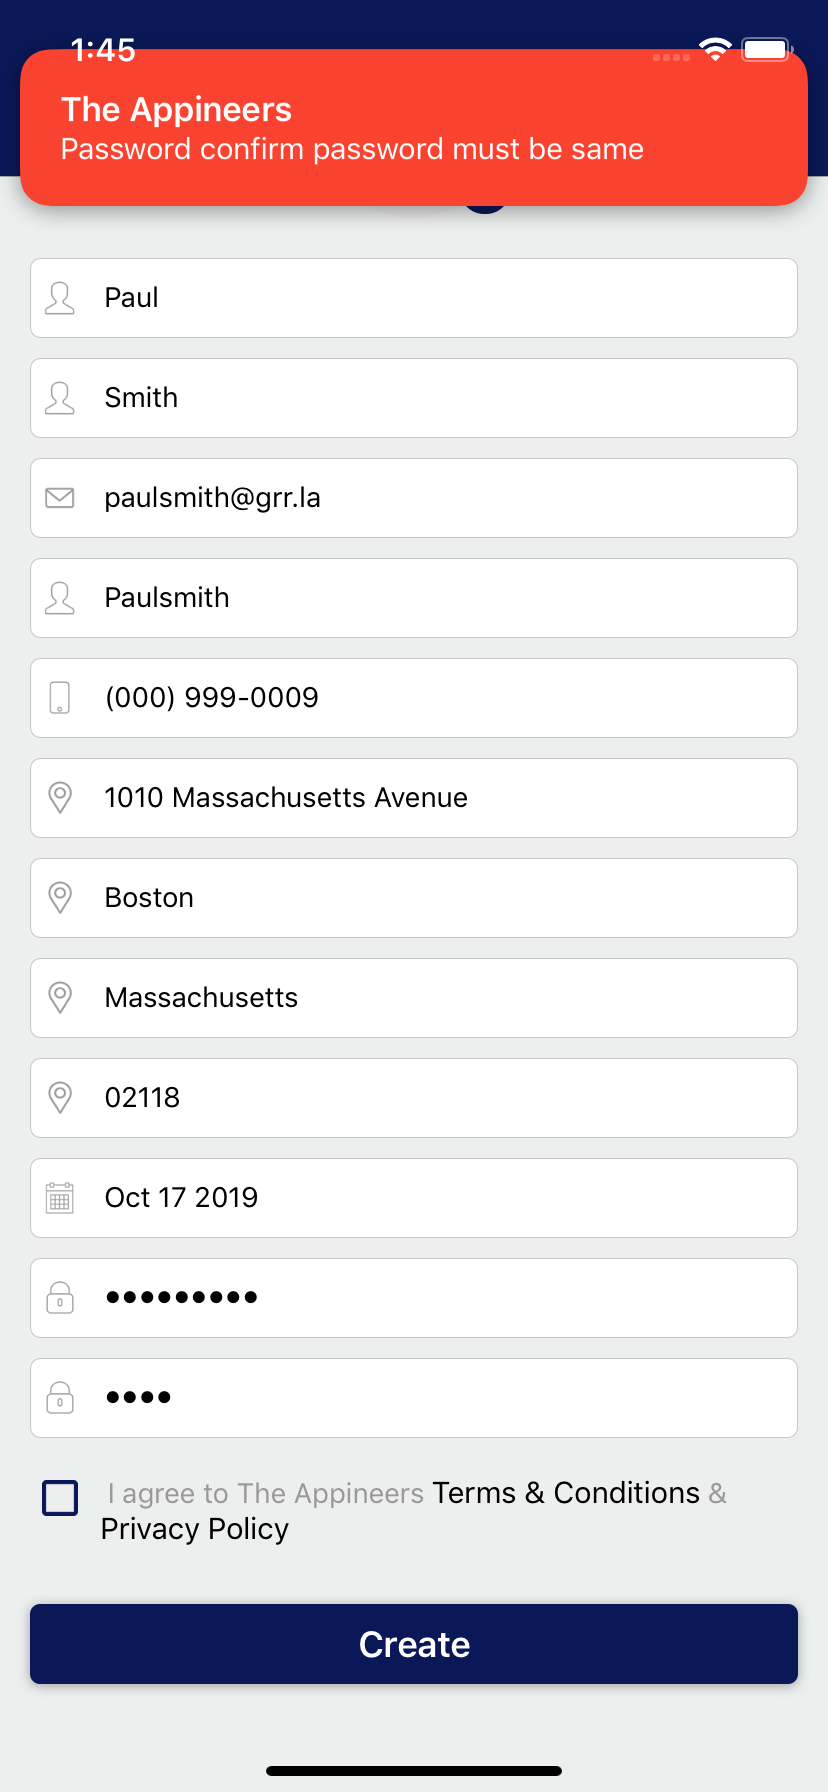 1:45
The Appineers
Password confirm password must be same
Paul
Smith
paulsmith@grr.la
Paulsmith
(000) 999-0009
1010 Massachusetts Avenue
Boston
Massachusetts
02118
Oct 17 2019
•••••••••
••••
I agree to The Appineers Terms & Conditions &
Privacy Policy
Create